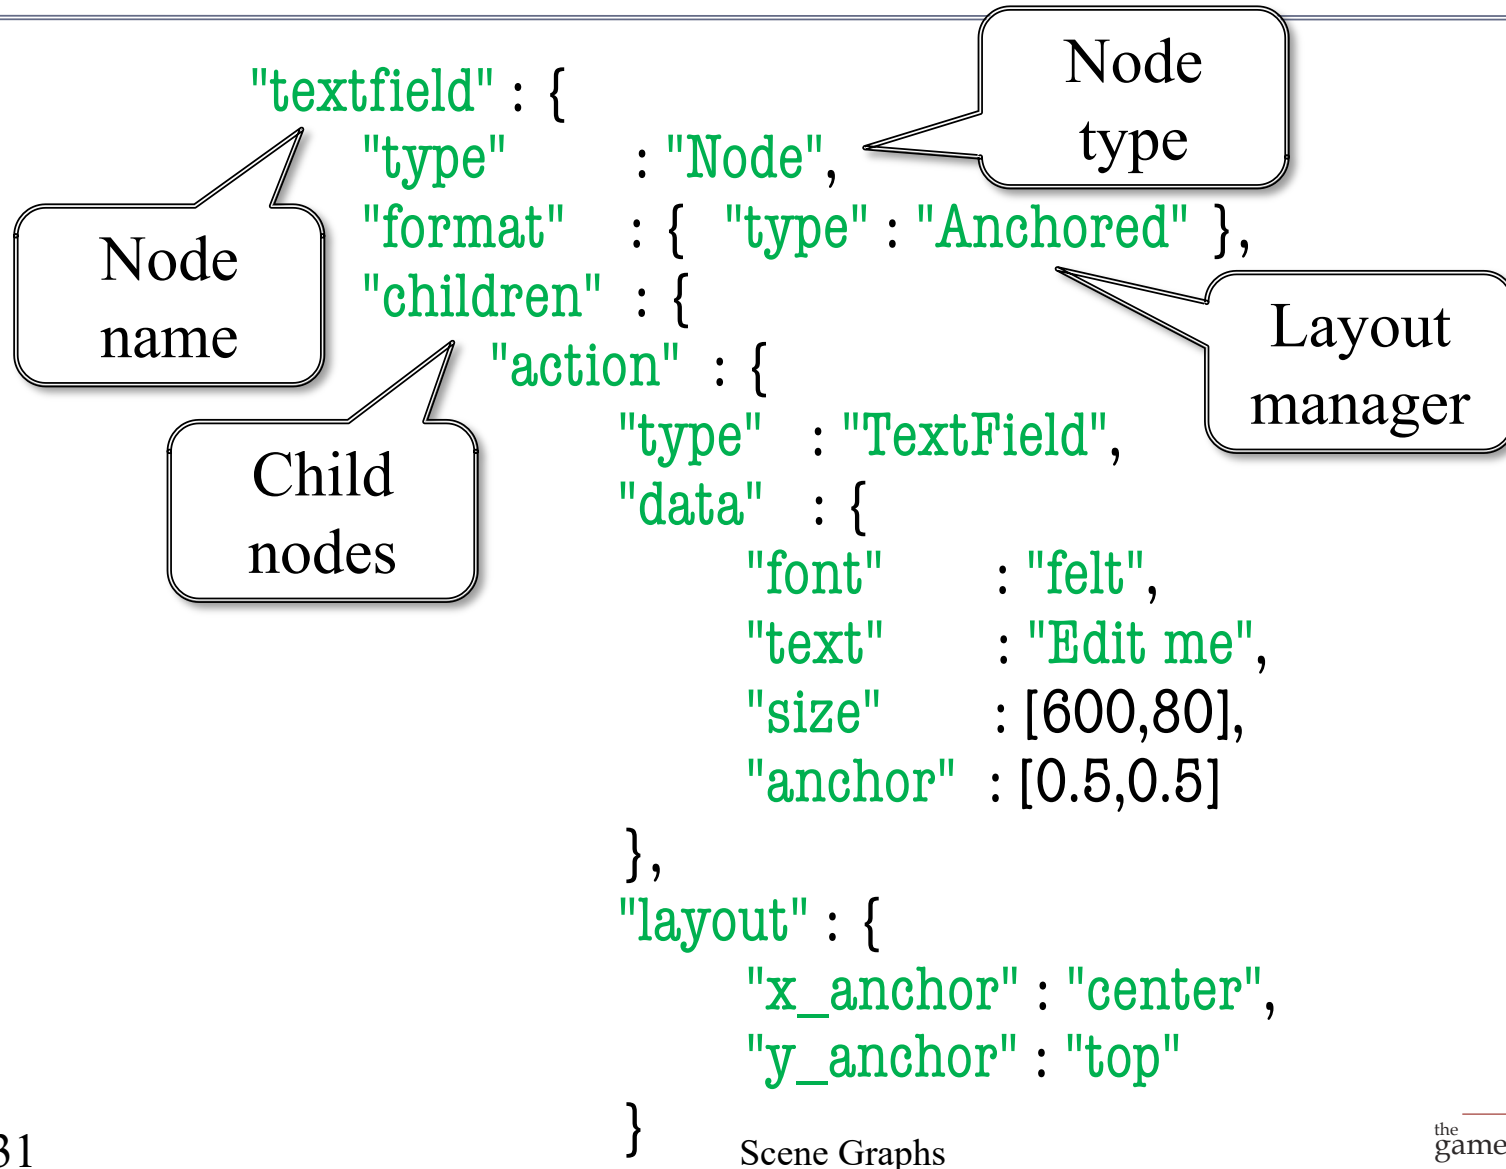 "textfield" : {
"type" : "Node",
"format" : { "type" : "Anchored" },
"children" : {
"action" : {
"type" : "TextField",
"data" : {
"font" : "felt",
"text" : "Edit me",
"size" : [600,80],
"anchor" : [0.5,0.5]
},
"layout" : {
"x_anchor" : "center",
"y_anchor" : "top"
}
Node
type
Node
name
Layout
manager
Child
nodes
31
Scene Graphs
the
game